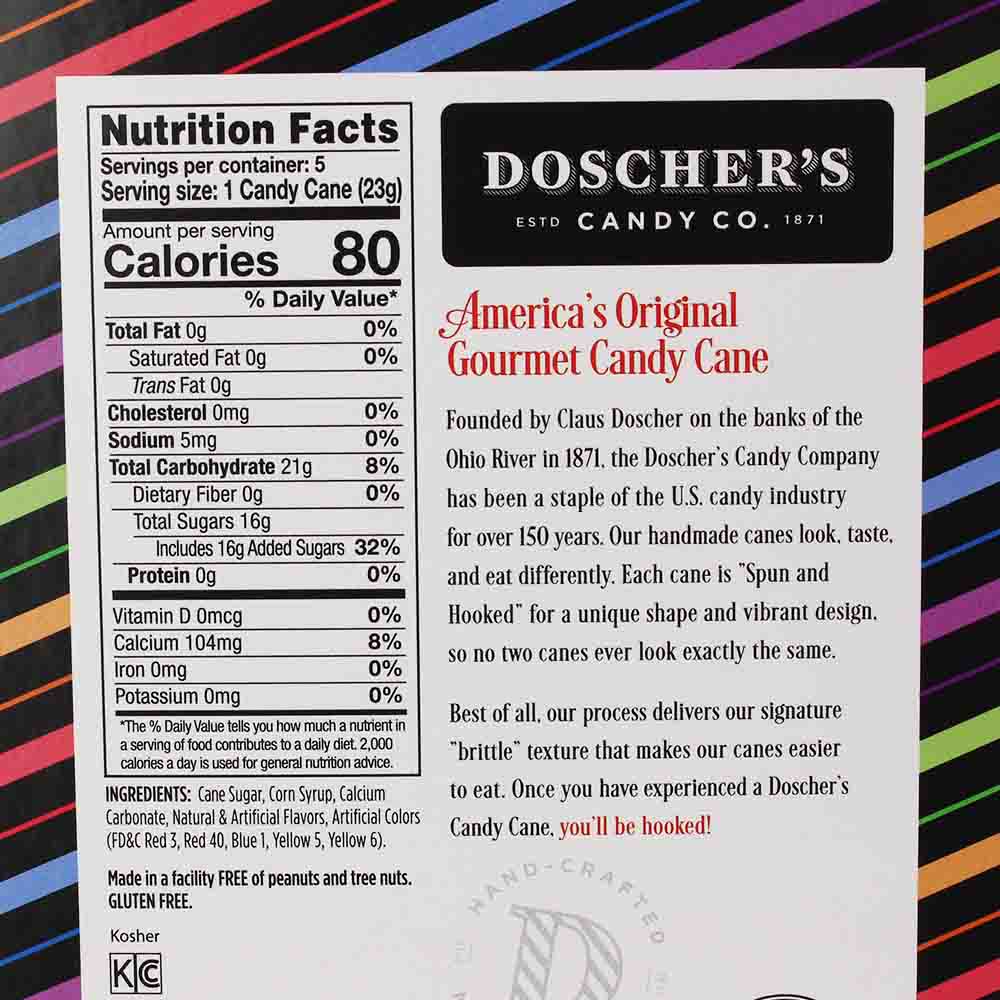 Nutrition Facts
Servings per container: 5
Serving size: 1 Candy Cane (23g)
Amount per serving
Calories 80
% Daily Value*
Total Fat 0g 0%
Saturated Fat 0g 0%
Trans Fat 0g
Cholesterol 0mg 0%
Sodium 5mg 0%
Total Carbohydrate 21g 8%
Dietary Fiber 0g 0%
Total Sugars 16g
Includes 16g Added Sugars 32%
Protein 0g 0%
Vitamin D 0mcg 0%
Calcium 104mg 8%
Iron 0mg 0%
Potassium 0mg 0%
*The % Daily Value tells you how much a nutrient in
a serving of food contributes to a daily diet. 2,000
calories a day is used for general nutrition advice.
INGREDIENTS: Cane Sugar, Corn Syrup, Calcium
Carbonate, Natural & Artificial Flavors, Artificial Colors
(FD&C Red 3, Red 40, Blue 1, Yellow 5, Yellow 6).
Made in a facility FREE of peanuts and tree nuts.
GLUTEN FREE.
Kosher
KC
DOSCHER'S
ESTD CANDY CO. 1871
America's Original
Gourmet Candy Cane
Founded by Claus Doscher on the banks of the
Ohio River in 1871, the Doscher's Candy Company
has been a staple of the U.S. candy industry
for over 150 years. Our handmade canes look, taste,
and eat differently. Each cane is "Spun and
Hooked" for a unique shape and vibrant design,
so no two canes ever look exactly the same.
Best of all, our process delivers our signature
"brittle" texture that makes our canes easier
to eat. Once you have experienced a Doscher's
Candy Cane, you'll be hooked!
HAND-CRAFTED
D